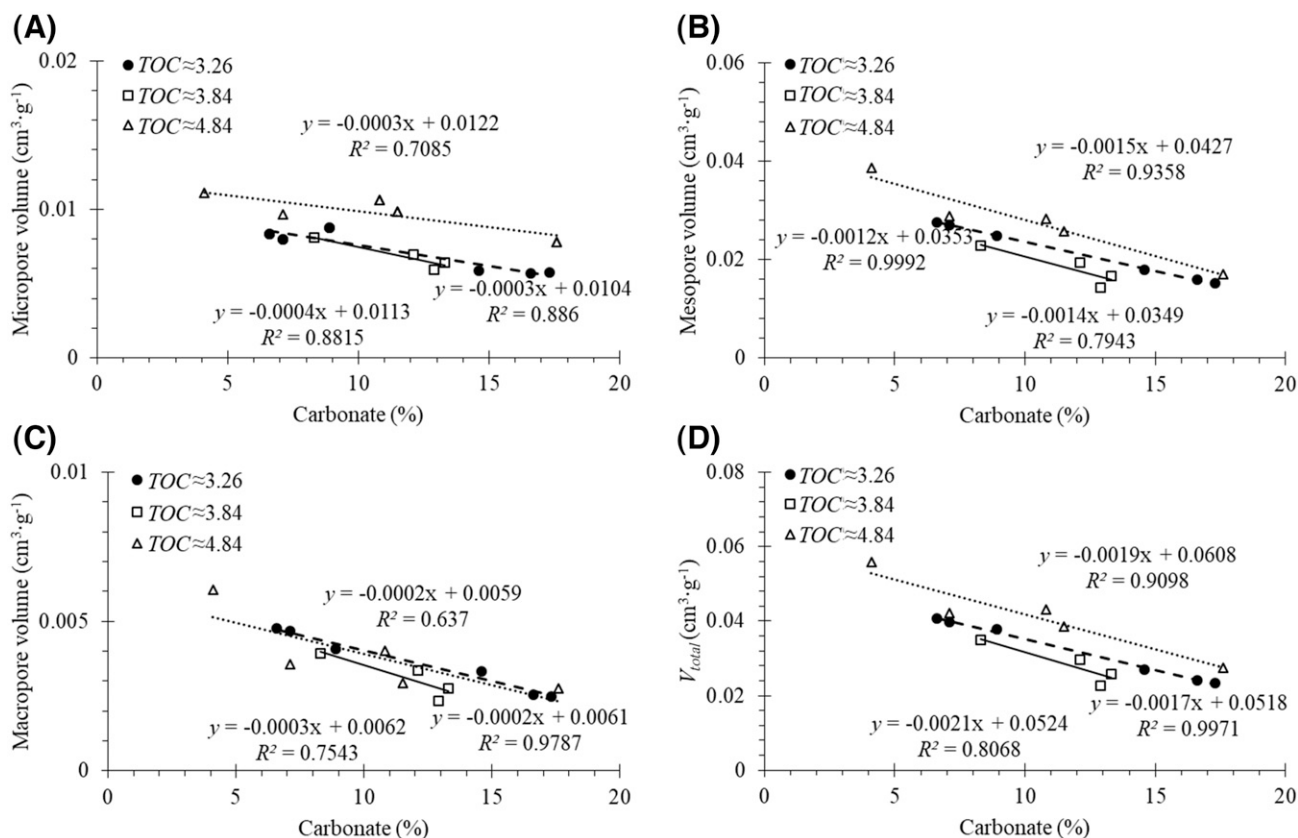 (A)
Micropore volume (cm³·g⁻¹)
0.02
0.01
0
TOC≈3.26
TOC≈3.84
TOC≈4.84
y = -0.0003x + 0.0122
R² = 0.7085
y = -0.0004x + 0.0113
R² = 0.8815
y = -0.0003x + 0.0104
R² = 0.886
0 5 10 15 20
Carbonate (%)
(B)
Mesopore volume (cm³·g⁻¹)
0.06
0.04
0.02
0
TOC≈3.26
TOC≈3.84
TOC≈4.84
y = -0.0015x + 0.0427
R² = 0.9358
y = -0.0012x + 0.0353
R² = 0.9992
y = -0.0014x + 0.0349
R² = 0.7943
0 5 10 15 20
Carbonate (%)
(C)
Macropore volume (cm³·g⁻¹)
0.01
0.005
0
TOC≈3.26
TOC≈3.84
TOC≈4.84
y = -0.0002x + 0.0059
R² = 0.637
y = -0.0003x + 0.0062
R² = 0.7543
y = -0.0002x + 0.0061
R² = 0.9787
0 5 10 15 20
Carbonate (%)
(D)
V_total (cm³·g⁻¹)
0.08
0.06
0.04
0.02
0
TOC≈3.26
TOC≈3.84
TOC≈4.84
y = -0.0019x + 0.0608
R² = 0.9098
y = -0.0021x + 0.0524
R² = 0.8068
y = -0.0017x + 0.0518
R² = 0.9971
0 5 10 15 20
Carbonate (%)